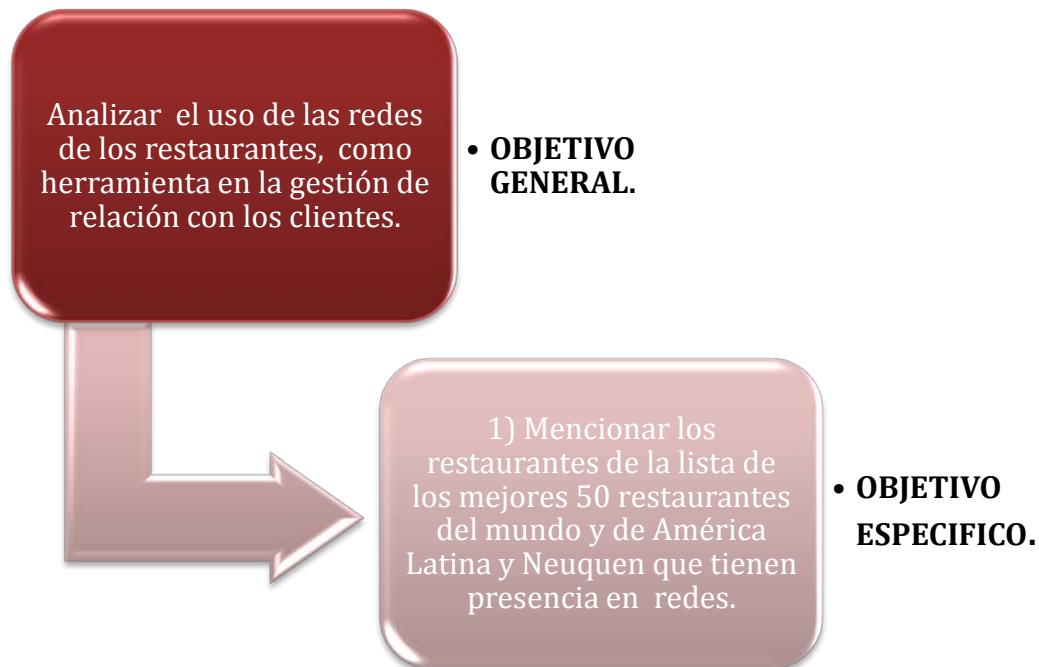 Analizar el uso de las redes
de los restaurantes, como
herramienta en la gestión de
relación con los clientes.
• OBJETIVO
GENERAL.
1) Mencionar los
restaurantes de la lista de
los mejores 50 restaurantes
del mundo y de América
Latina y Neuquen que tienen
presencia en redes.
• OBJETIVO
ESPECIFICO.